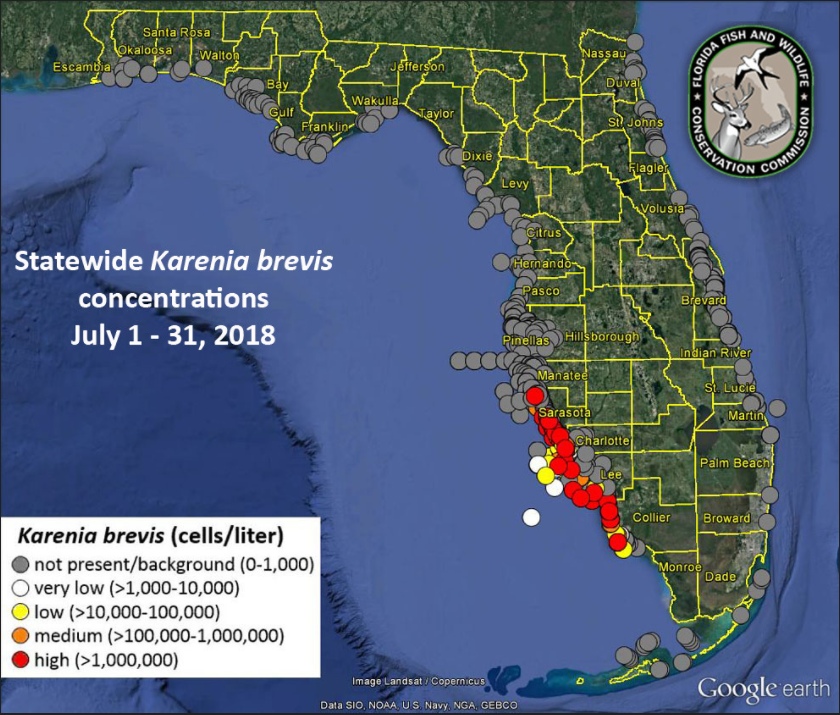 Santa Rosa
Okaloosa
Walton
Escambia
Bay
Gulf
Franklin
Wakulla
Jefferson
Taylor
Dixie
Levy
Nassau
Duval
St. Johns
Flagler
Volusia
Citrus
Hernando
Pasco
Pinellas
Hillsborough
Manatee
Sarasota
Charlotte
Lee
Collier
Monroe
Dade
Brevard
Indian River
St. Lucie
Martin
Palm Beach
Broward
FLORIDA FISH AND WILDLIFE
CONSERVATION COMMISSION
Statewide Karenia brevis
concentrations
July 1 - 31, 2018
Karenia brevis (cells/liter)
not present/background (0-1,000)
very low (>1,000-10,000)
low (>10,000-100,000)
medium (>100,000-1,000,000)
high (>1,000,000)
Image Landsat / Copernicus
Data SIO, NOAA, U.S. Navy, NGA, GEBCO
Google earth